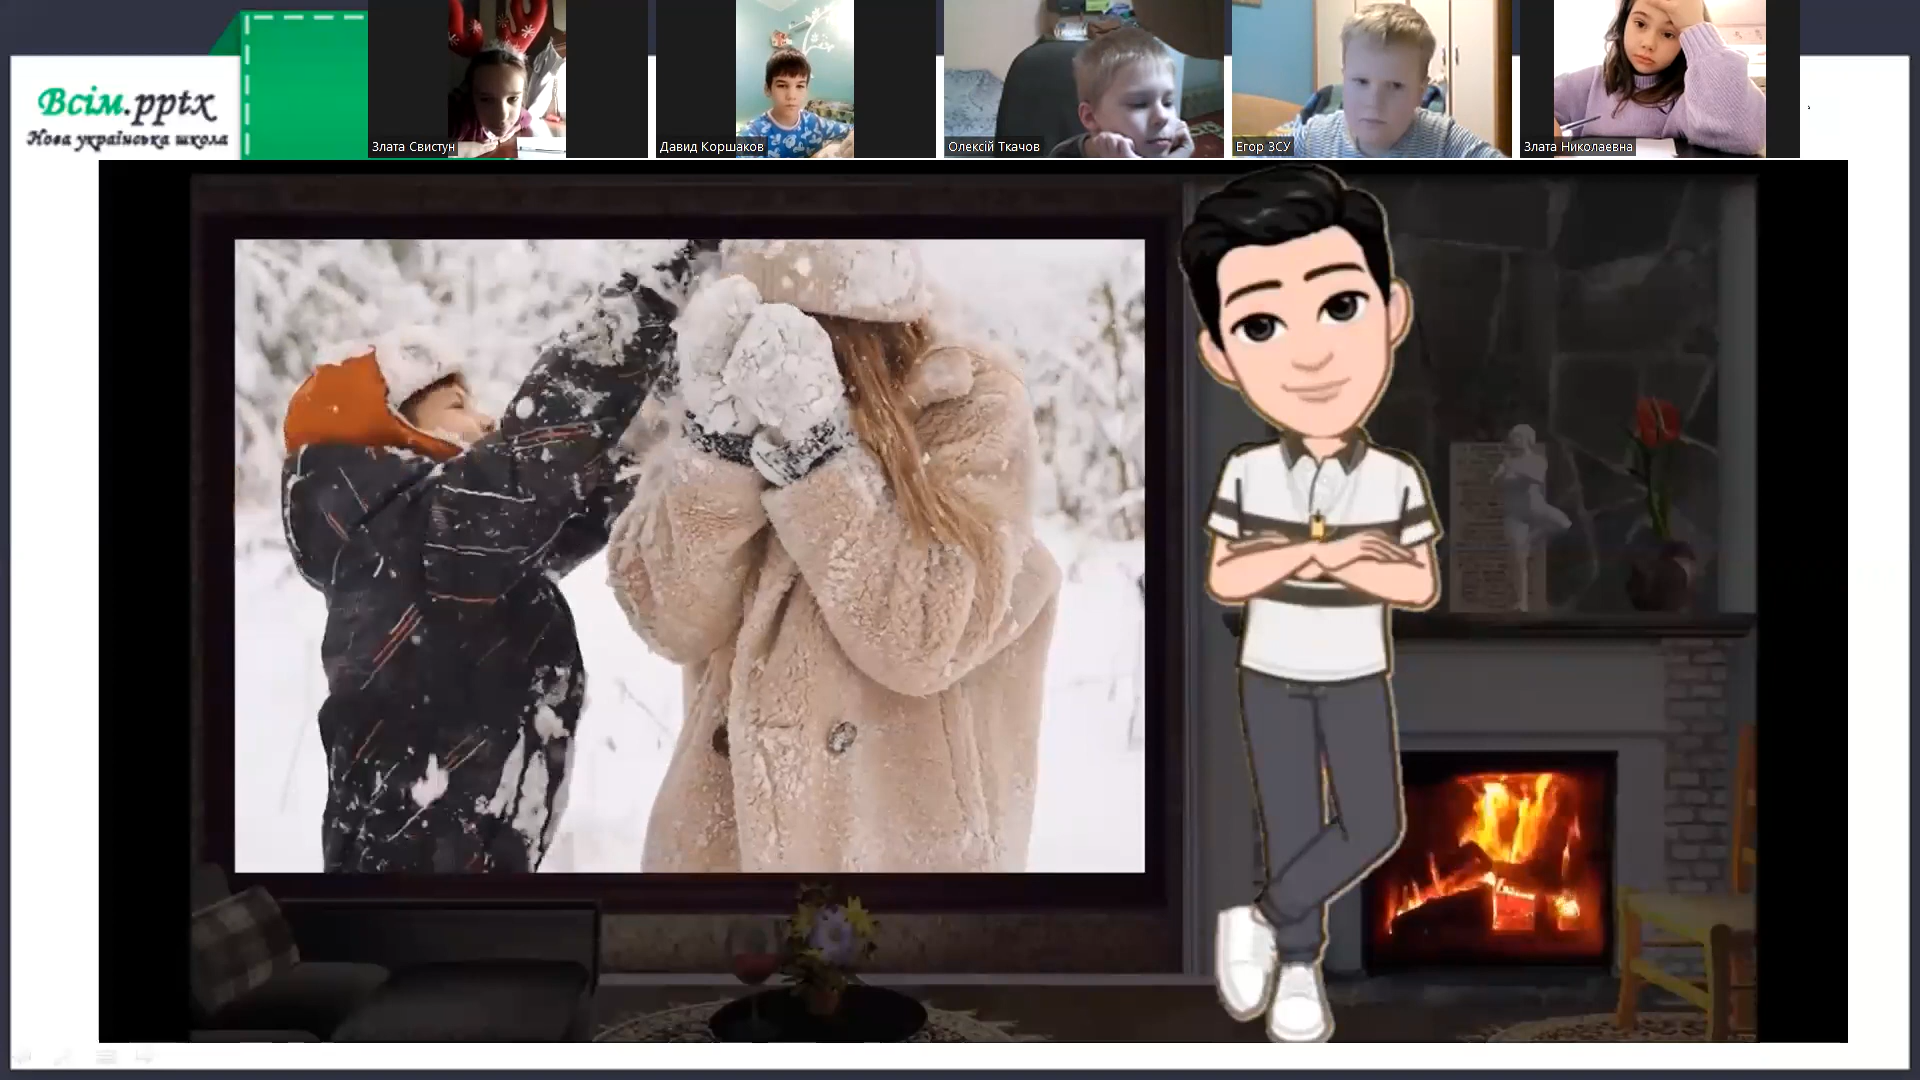 Всім.pptx
Нова українська школа
Злата Свистун
Давид Коршаков
Олексій Ткачов
Егор ЗСУ
Злата Николаевна